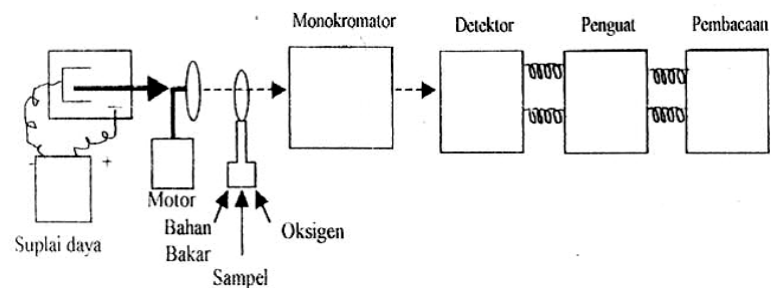 Monokromator
Detektor
Penguat
Pembacaan
- +
Suplai daya
Motor
Bahan
Bakar
Oksigen
Sampel